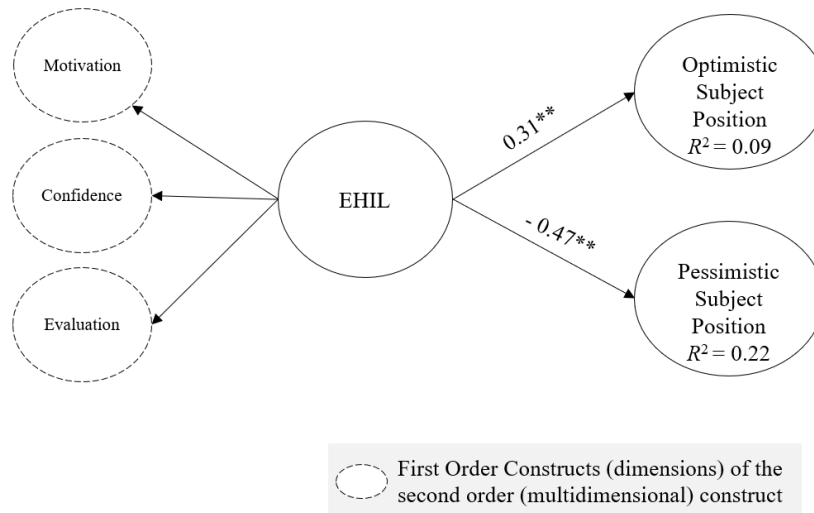 Motivation
Confidence
Evaluation
EHIL
0.31**
- 0.47**
Optimistic
Subject
Position
R² = 0.09
Pessimistic
Subject
Position
R² = 0.22
First Order Constructs (dimensions) of the
second order (multidimensional) construct